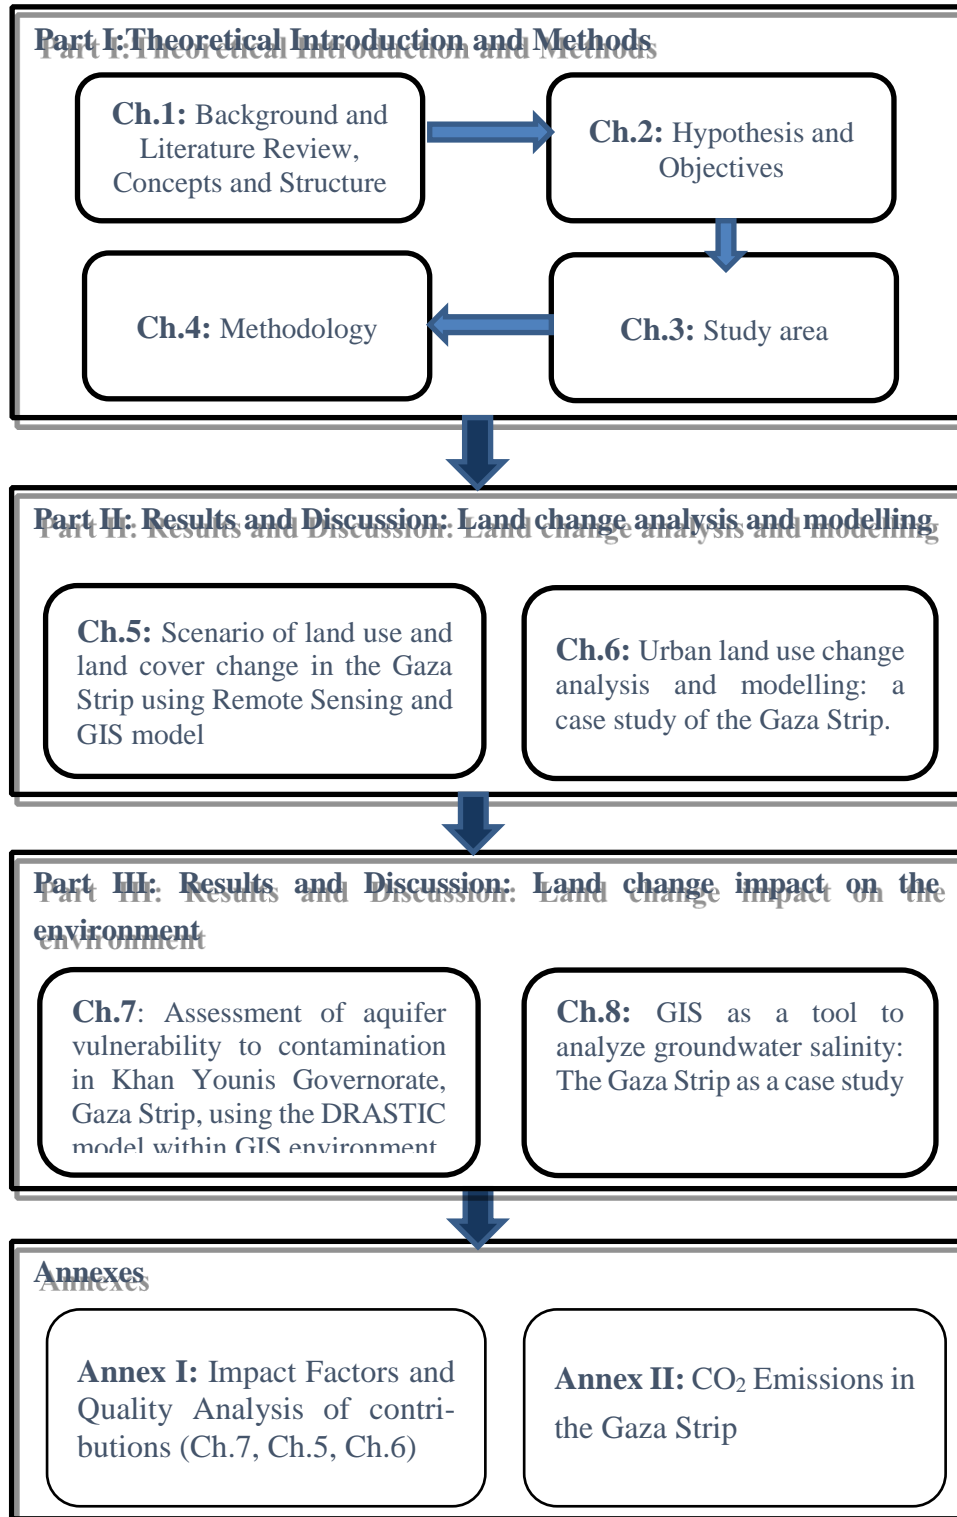 Part I:Theoretical Introduction and Methods
Ch.1: Background and
Literature Review,
Concepts and Structure
Ch.2: Hypothesis and
Objectives
Ch.4: Methodology
Ch.3: Study area
Part II: Results and Discussion: Land change analysis and modelling
Ch.5: Scenario of land use and
land cover change in the Gaza
Strip using Remote Sensing and
GIS model
Ch.6: Urban land use change
analysis and modelling: a
case study of the Gaza Strip.
Part III: Results and Discussion: Land change impact on the
environment
Ch.7: Assessment of aquifer
vulnerability to contamination
in Khan Younis Governorate,
Gaza Strip, using the DRASTIC
model within GIS environment
Ch.8: GIS as a tool to
analyze groundwater salinity:
The Gaza Strip as a case study
Annexes
Annex I: Impact Factors and
Quality Analysis of contri-
butions (Ch.7, Ch.5, Ch.6)
Annex II: CO₂ Emissions in
the Gaza Strip